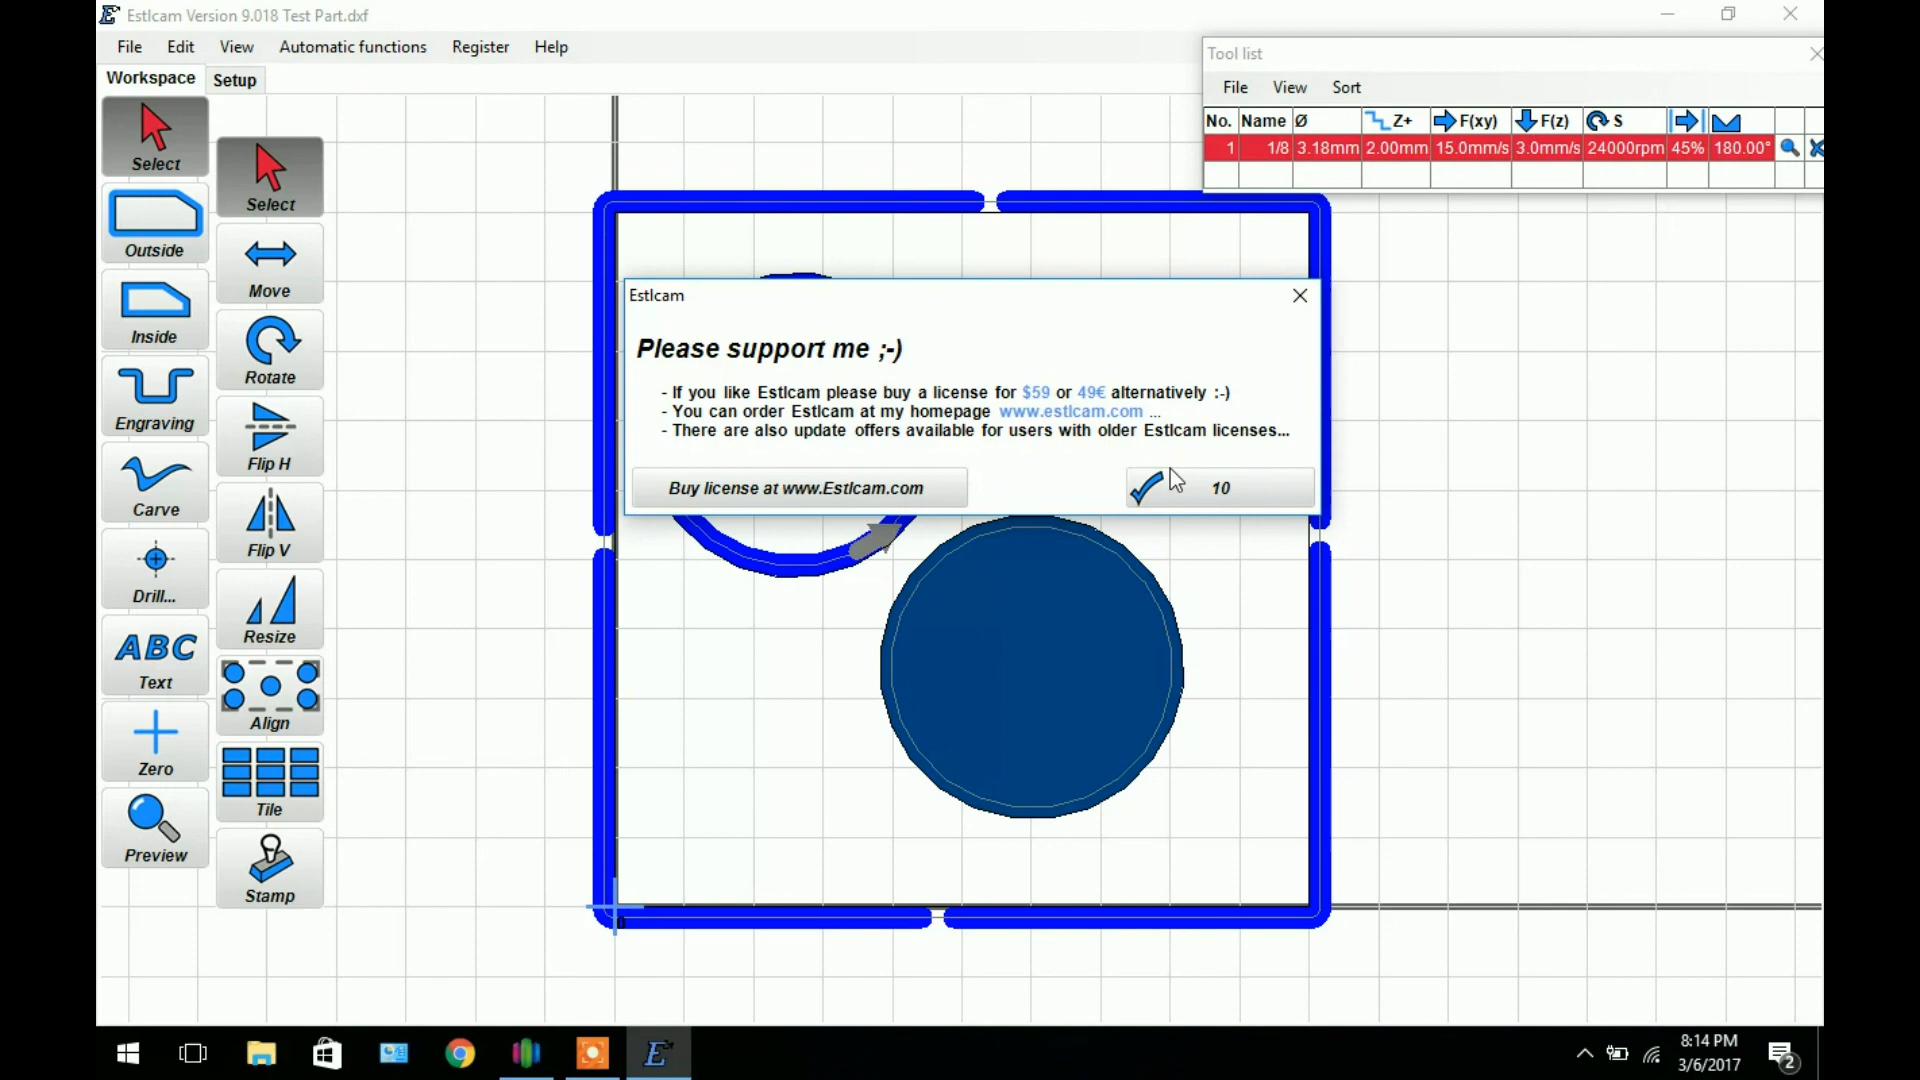 Estlcam Version 9.018 Test Part.dxf
File Edit View Automatic functions Register Help
Workspace Setup
Select
Outside
Inside
Engraving
Carve
Drill...
ABC
Text
Zero
Preview
Select
Move
Rotate
Flip H
Flip V
Resize
Align
Tile
Stamp
Tool list
File View Sort
No. Name Ø Z+ F(xy) F(z) S
1 1/8 3.18mm 2.00mm 15.0mm/s 3.0mm/s 24000rpm 45% 180.00°
Estlcam
Please support me ;-)
- If you like Estlcam please buy a license for $59 or 49€ alternatively :-)
- You can order Estlcam at my homepage www.estlcam.com ...
- There are also update offers available for users with older Estlcam licenses...
Buy license at www.Estlcam.com
10
0
8:14 PM
3/6/2017
2